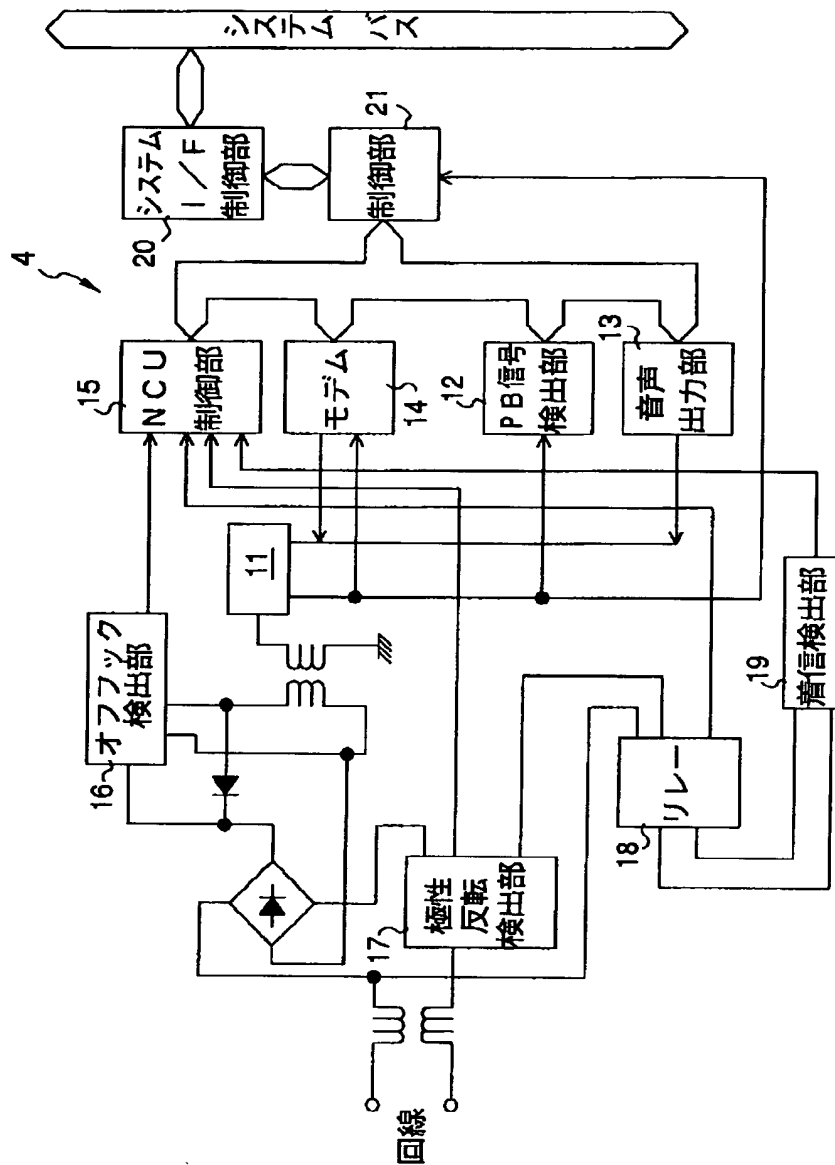 4
システム バス
20
システム
I/F
制御部
21
制御部
15
NCU
制御部
モデム
14
12
PB信号
検出部
13
音声
出力部
11
16
オフフック
検出部
17
極性
反転
検出部
18
リレー
19
着信検出部
回線